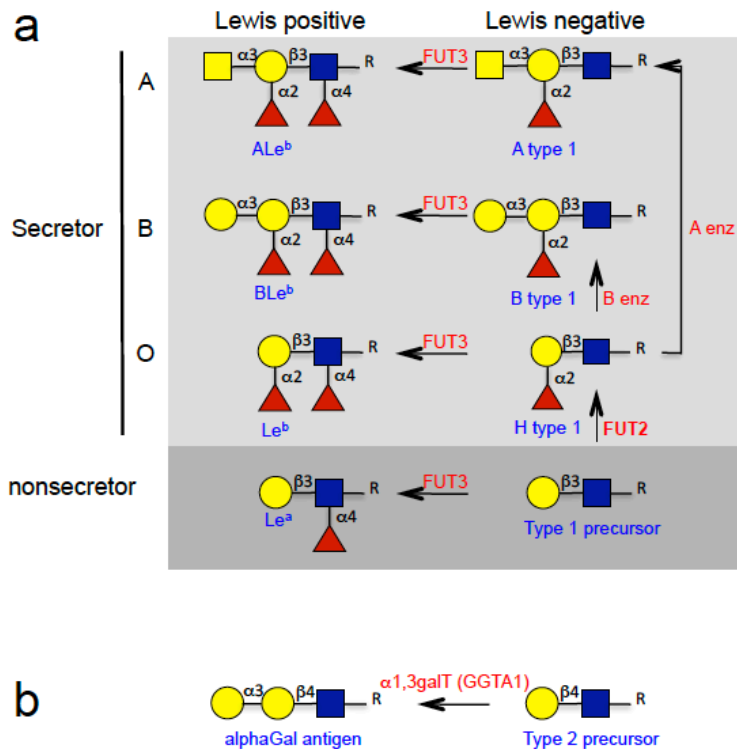 a
Lewis positive
Lewis negative
Secretor
A
α3 β3 R
α2 α4
ALeᵇ
FUT3
α3 β3 R
α2
A type 1
A enz
B
α3 β3 R
α2 α4
BLeᵇ
FUT3
α3 β3 R
α2
B type 1
B enz
O
β3 R
α2 α4
Leᵇ
FUT3
β3 R
α2
H type 1
FUT2
nonsecretor
β3 R
α4
Leᵃ
FUT3
β3 R
Type 1 precursor
b
α3 β4 R
alphaGal antigen
α1,3galT (GGTA1)
β4 R
Type 2 precursor